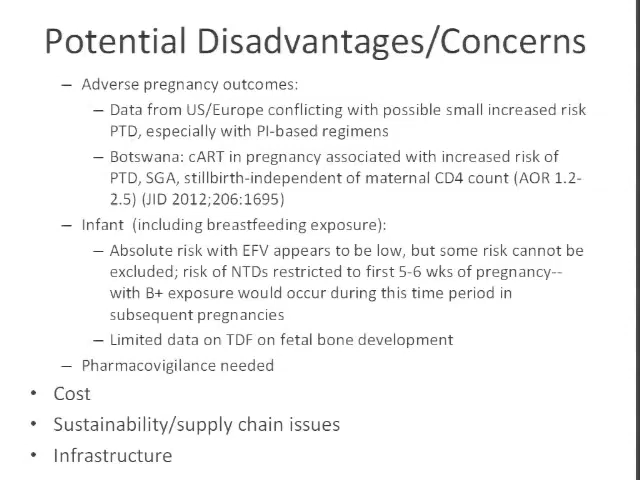 Potential Disadvantages/Concerns
– Adverse pregnancy outcomes:
– Data from US/Europe conflicting with possible small increased risk
PTD, especially with PI-based regimens
– Botswana: cART in pregnancy associated with increased risk of
PTD, SGA, stillbirth-independent of maternal CD4 count (AOR 1.2-
2.5) (JID 2012;206:1695)
– Infant (including breastfeeding exposure):
– Absolute risk with EFV appears to be low, but some risk cannot be
excluded; risk of NTDs restricted to first 5-6 wks of pregnancy--
with B+ exposure would occur during this time period in
subsequent pregnancies
– Limited data on TDF on fetal bone development
– Pharmacovigilance needed
• Cost
• Sustainability/supply chain issues
• Infrastructure